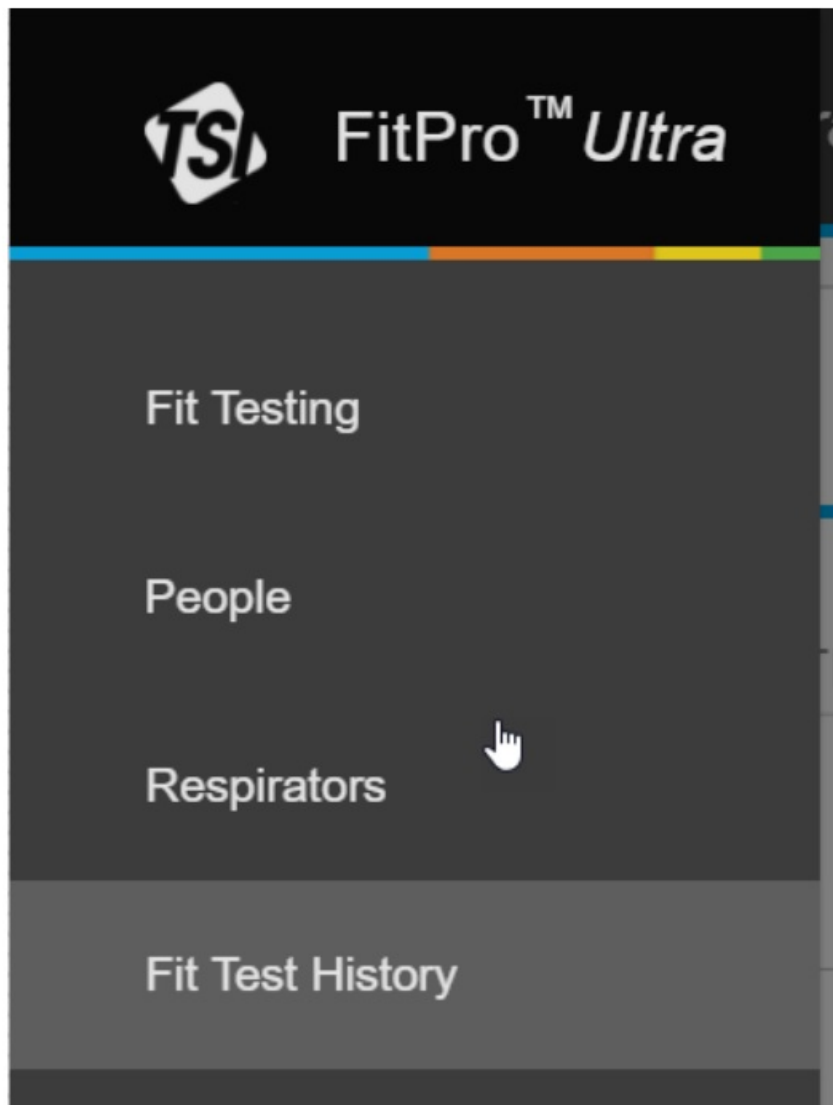 TSI FitPro™ Ultra
Fit Testing
People
Respirators
Fit Test History